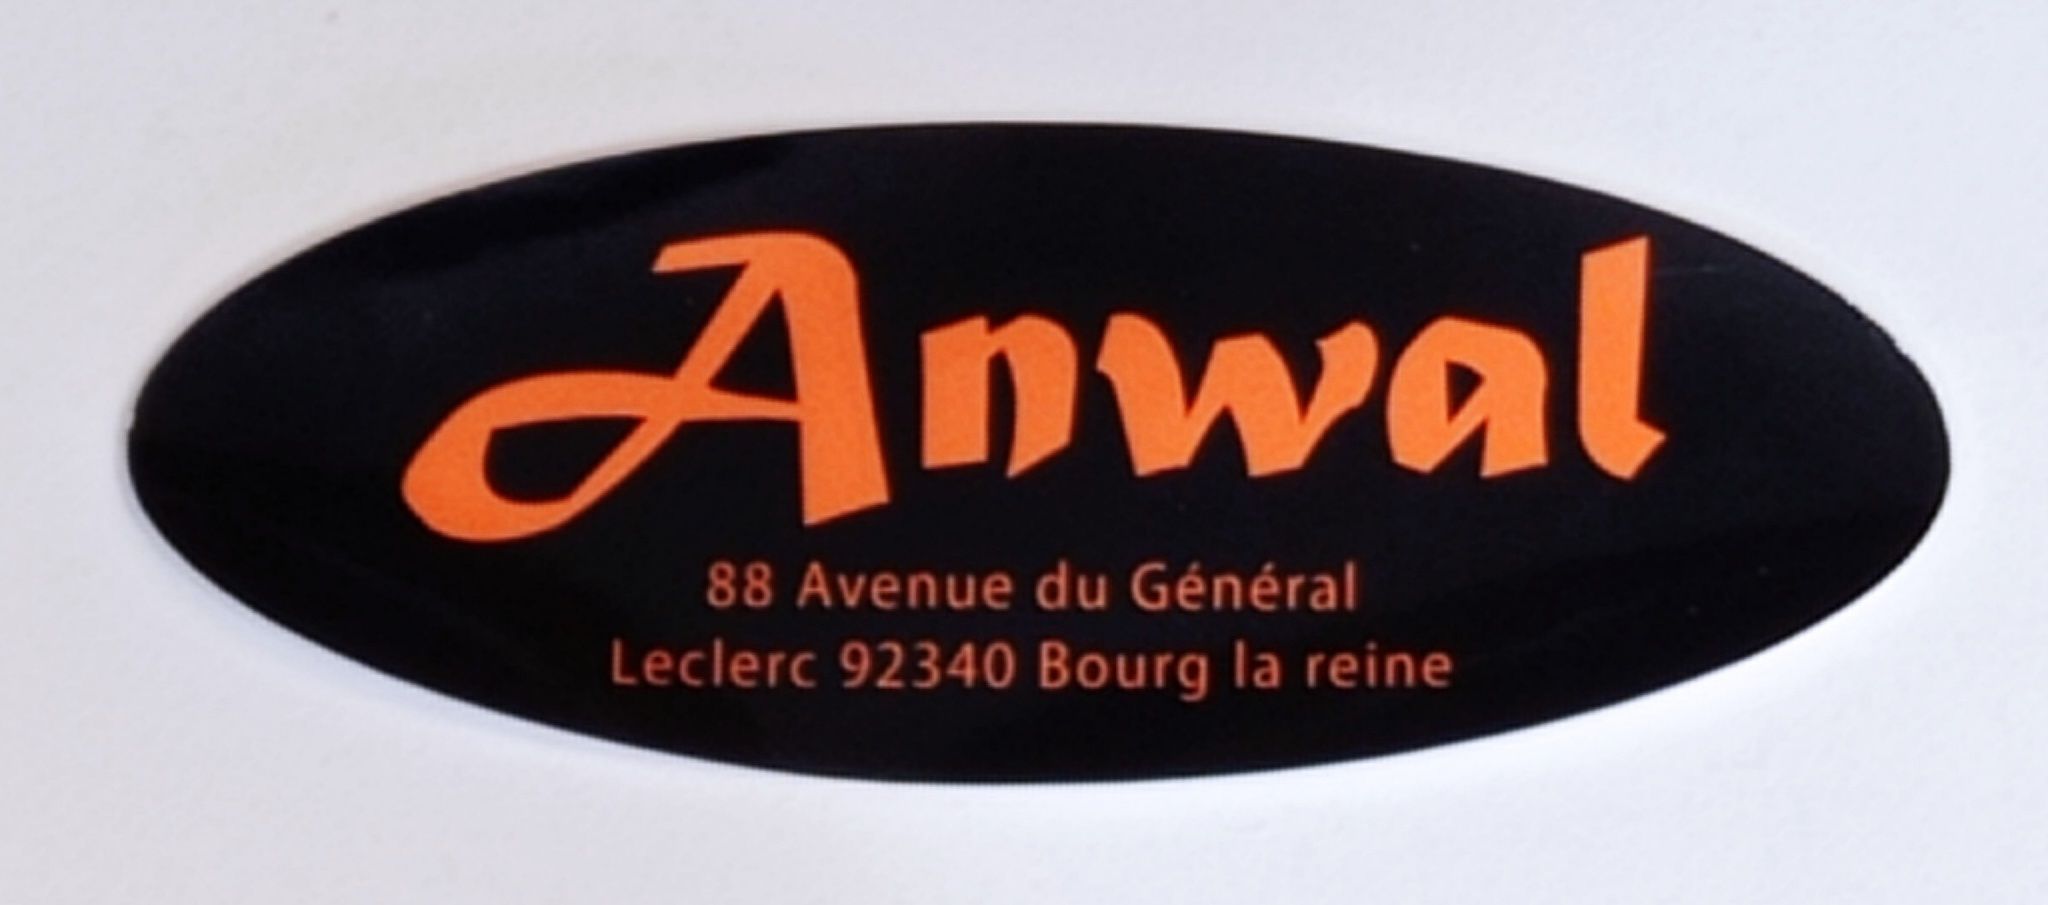 Anwal
88 Avenue du Général
Leclerc 92340 Bourg la reine